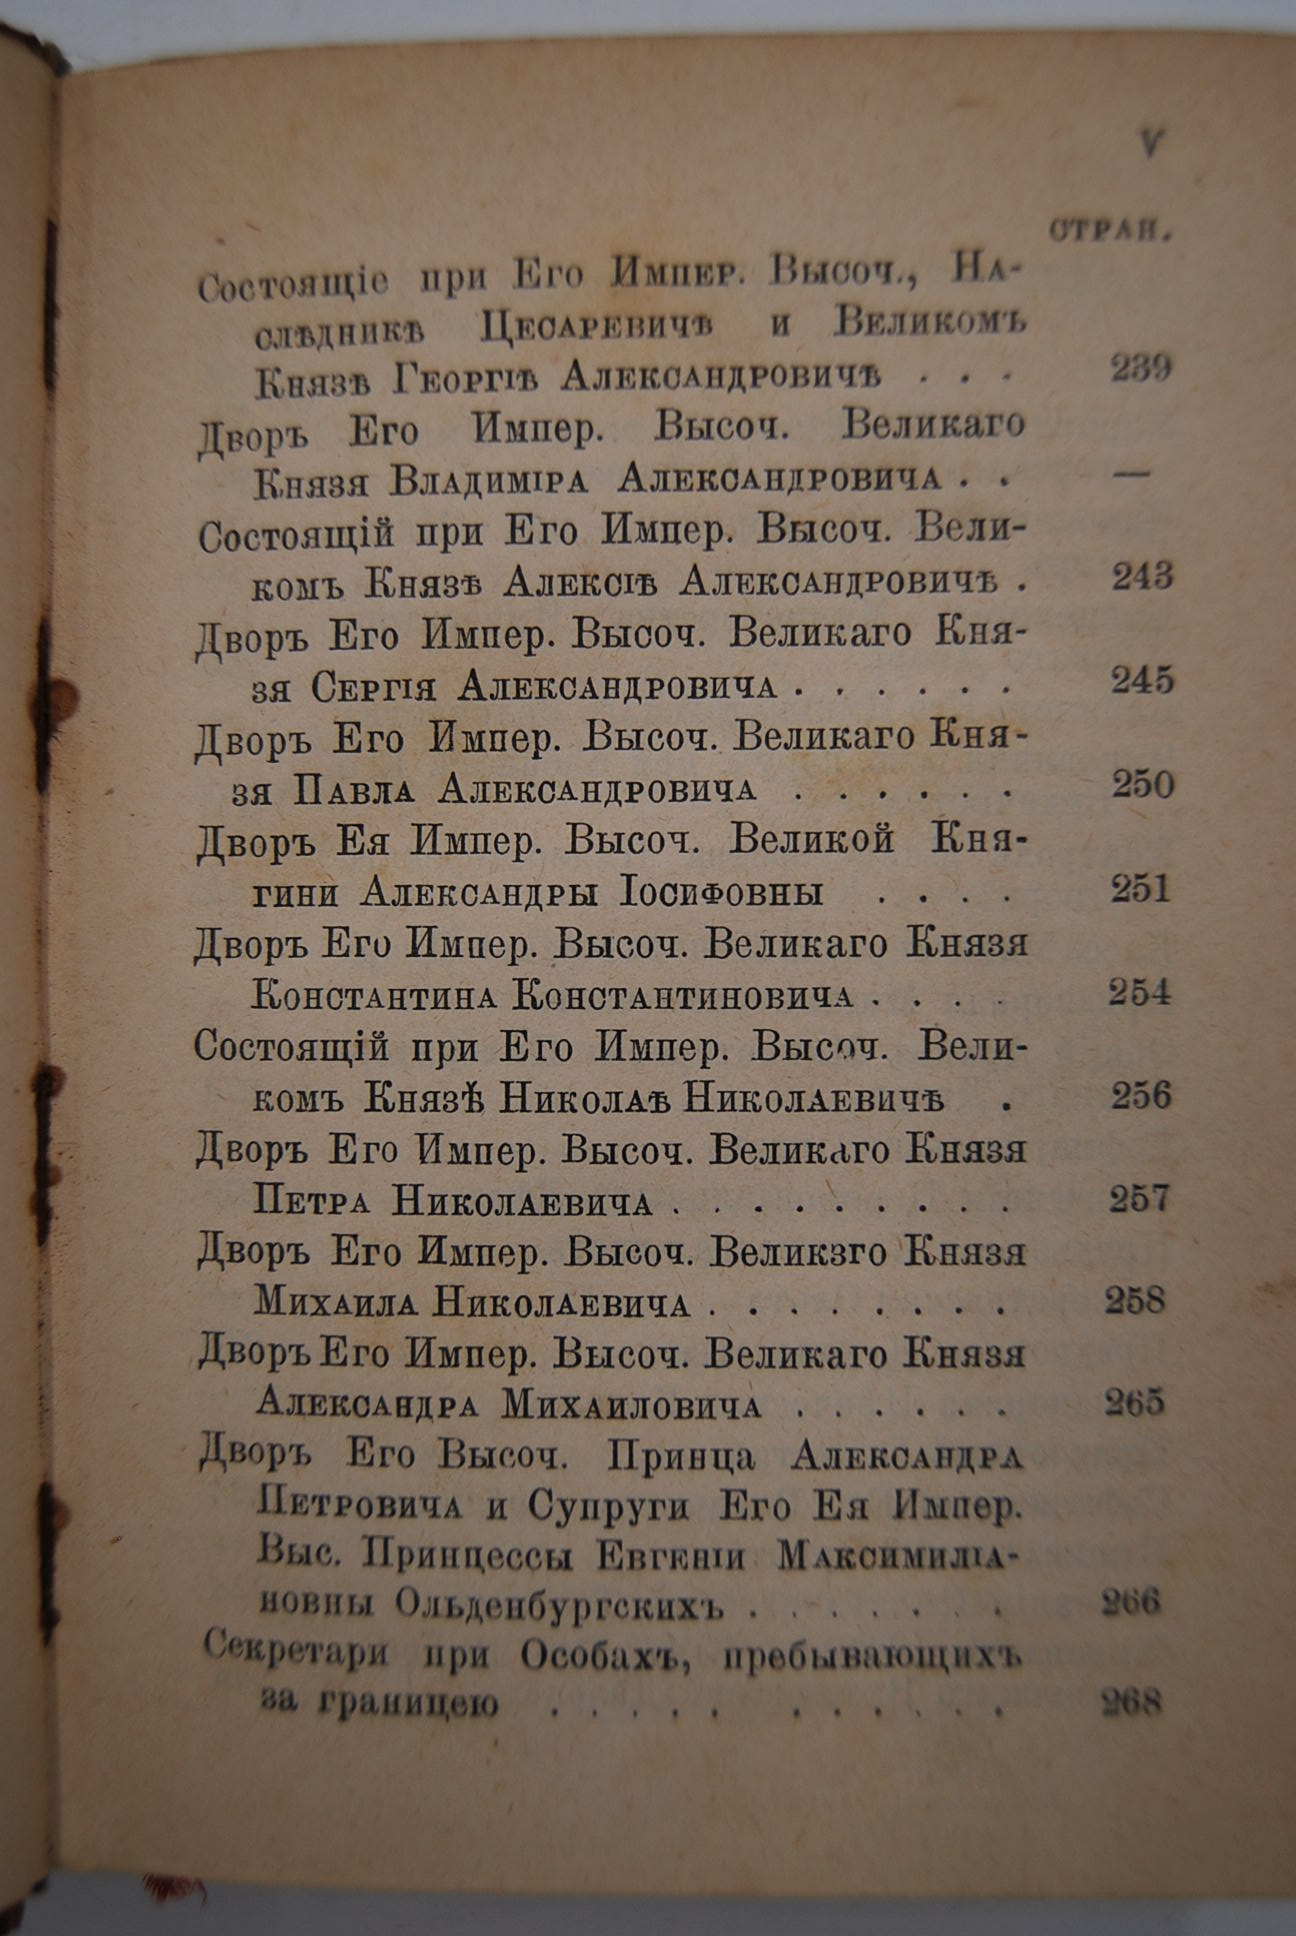 V
СТРАН.
Состоящіе при Его Импер. Высоч., На-
слѣдникѣ Цесаревичѣ и Великомъ
Князѣ Георгіѣ Александровичѣ . . . 239
Дворъ Его Импер. Высоч. Великаго
Князя Владиміра Александровича . . —
Состоящій при Его Импер. Высоч. Вели-
комъ Князѣ Алексіѣ Александровичѣ . 243
Дворъ Его Импер. Высоч. Великаго Кня-
зя Сергія Александровича . . . . . . 245
Дворъ Его Импер. Высоч. Великаго Кня-
зя Павла Александровича . . . . . . 250
Дворъ Ея Импер. Высоч. Великой Кня-
гини Александры Іосифовны . . . . 251
Дворъ Его Импер. Высоч. Великаго Князя
Константина Константиновича . . . . 254
Состоящій при Его Импер. Высоч. Вели-
комъ Князѣ Николаѣ Николаевичѣ . 256
Дворъ Его Импер. Высоч. Великаго Князя
Петра Николаевича . . . . . . . . . 257
Дворъ Его Импер. Высоч. Великзго Князя
Михаила Николаевича . . . . . . . . 258
Дворъ Его Импер. Высоч. Великаго Князя
Александра Михаиловича . . . . . . 265
Дворъ Его Высоч. Принца Александра
Петровича и Супруги Его Ея Импер.
Выс. Принцессы Евгеніи Максимиліа-
новны Ольденбургскихъ . . . . . . . 266
Секретари при Особахъ, пребывающихъ
за границею . . . . . . . . . . . 268